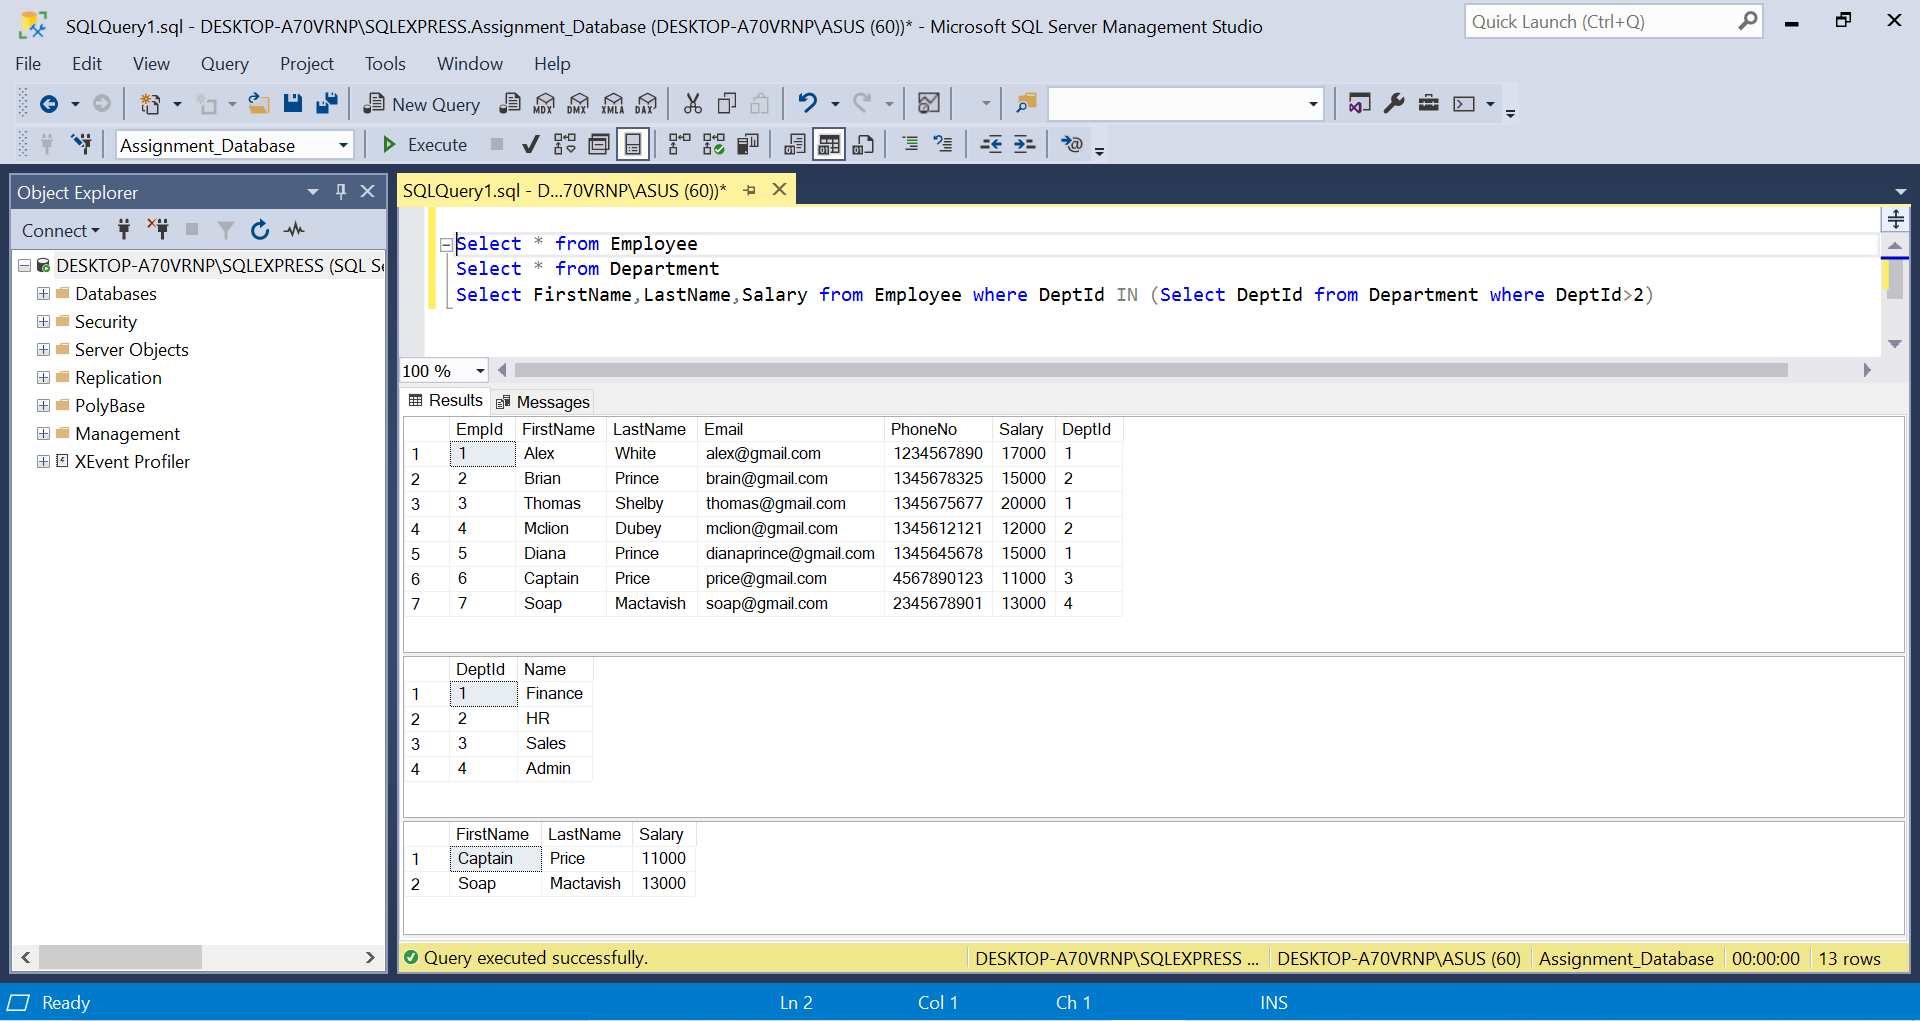 SQLQuery1.sql - DESKTOP-A70VRNP\SQLEXPRESS.Assignment_Database (DESKTOP-A70VRNP\ASUS (60))* - Microsoft SQL Server Management Studio
Quick Launch (Ctrl+Q)
File Edit View Query Project Tools Window Help
New Query MDX DMX XMLA DAX
Assignment_Database Execute
Object Explorer
Connect
DESKTOP-A70VRNP\SQLEXPRESS (SQL Se
Databases
Security
Server Objects
Replication
PolyBase
Management
XEvent Profiler
SQLQuery1.sql - D...70VRNP\ASUS (60))*
Select * from Employee
Select * from Department
Select FirstName,LastName,Salary from Employee where DeptId IN (Select DeptId from Department where DeptId>2)
100 %
Results Messages
EmpId FirstName LastName Email PhoneNo Salary DeptId
1 1 Alex White alex@gmail.com 1234567890 17000 1
2 2 Brian Prince brain@gmail.com 1345678325 15000 2
3 3 Thomas Shelby thomas@gmail.com 1345675677 20000 1
4 4 Mclion Dubey mclion@gmail.com 1345612121 12000 2
5 5 Diana Prince dianaprince@gmail.com 1345645678 15000 1
6 6 Captain Price price@gmail.com 4567890123 11000 3
7 7 Soap Mactavish soap@gmail.com 2345678901 13000 4
DeptId Name
1 1 Finance
2 2 HR
3 3 Sales
4 4 Admin
FirstName LastName Salary
1 Captain Price 11000
2 Soap Mactavish 13000
Query executed successfully. DESKTOP-A70VRNP\SQLEXPRESS ... DESKTOP-A70VRNP\ASUS (60) Assignment_Database 00:00:00 13 rows
Ready Ln 2 Col 1 Ch 1 INS